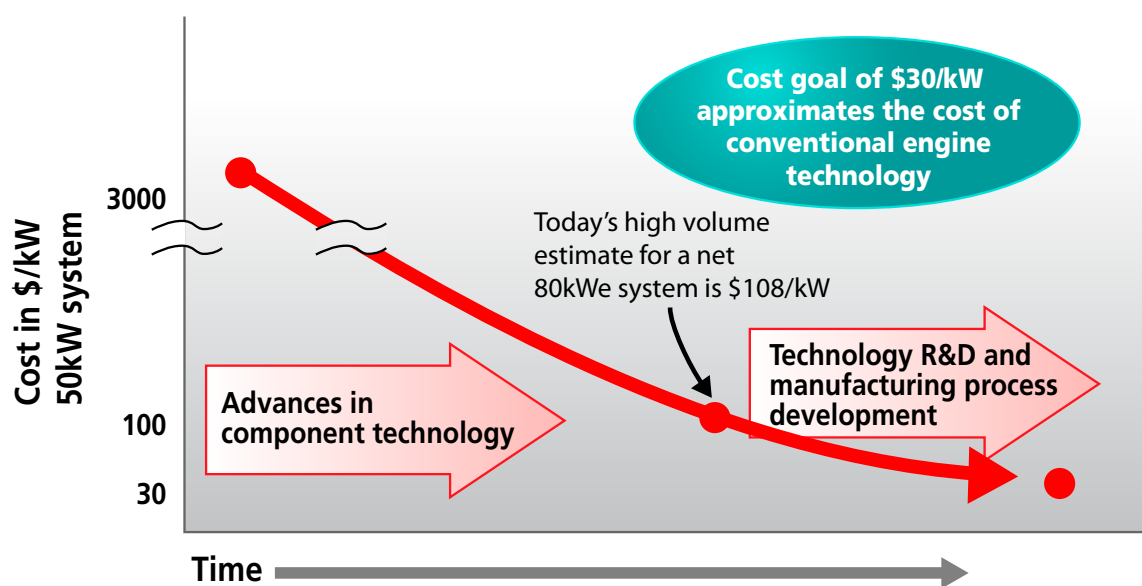 Cost goal of $30/kW
approximates the cost of
conventional engine
technology
3000
Today's high volume
estimate for a net
80kWe system is $108/kW
Cost in $/kW
50kW system
Technology R&D and
manufacturing process
development
Advances in
component technology
100
30
Time